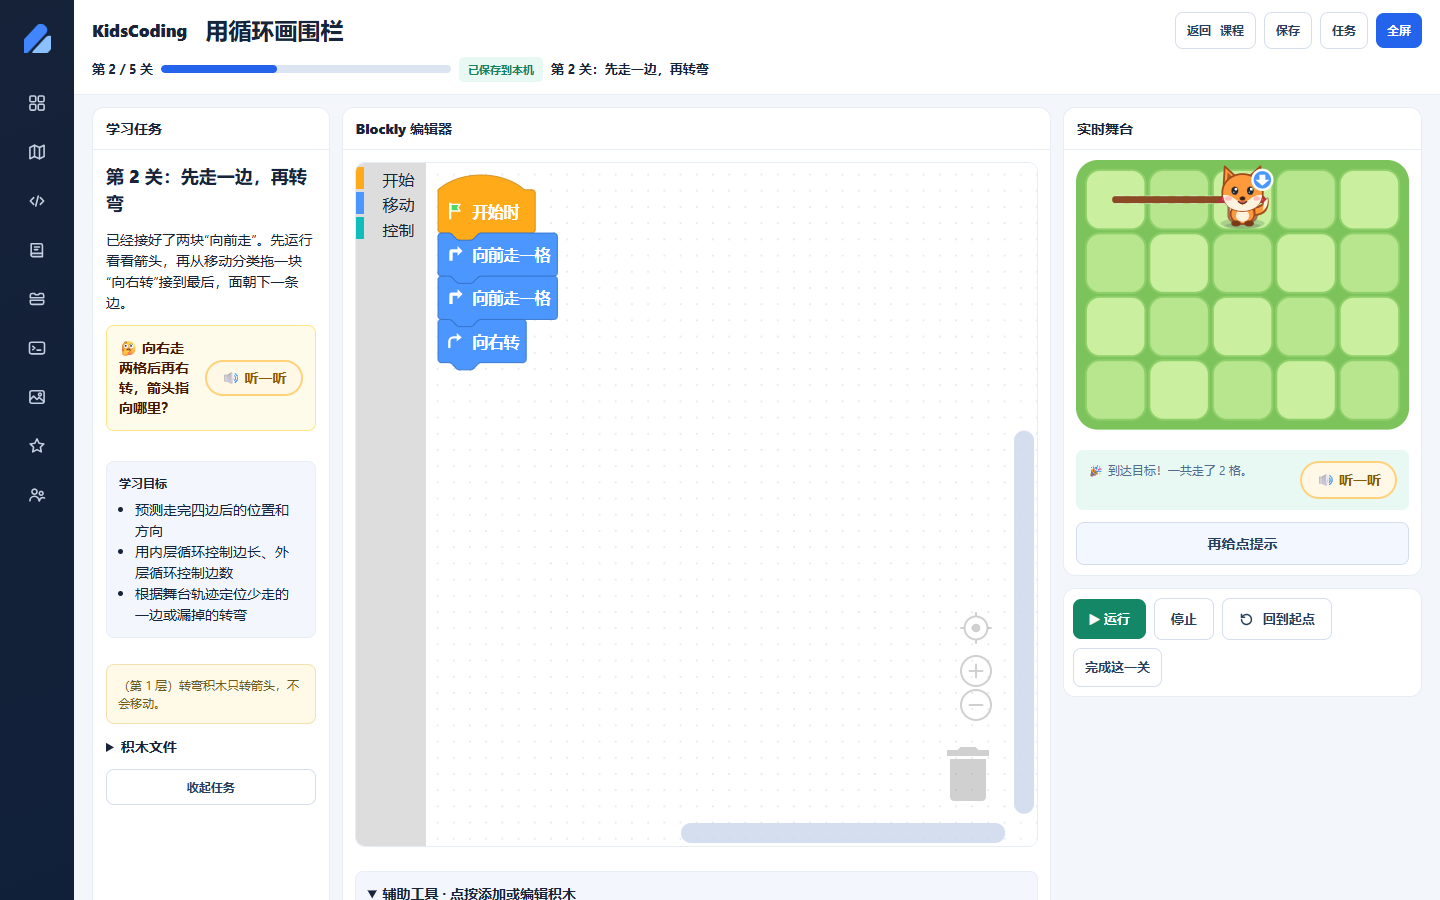 KidsCoding
用循环画围栏
返回 课程
保存
任务
全屏
第 2 / 5 关
已保存到本机
第 2 关：先走一边，再转弯
学习任务
第 2 关：先走一边，再转
弯
已经接好了两块“向前走”。先运行
看看箭头，再从移动分类拖一块
“向右转”接到最后，面朝下一条
边。
🤔 向右走
两格后再右
转，箭头指
向哪里？
🔊 听一听
学习目标
• 预测走完四边后的位置和
方向
• 用内层循环控制边长、外
层循环控制边数
• 根据舞台轨迹定位少走的
一边或漏掉的转弯
（第 1 层）转弯积木只转箭头，不
会移动。
▶ 积木文件
收起任务
Blockly 编辑器
开始
移动
控制
开始时
向前走一格
向前走一格
向右转
▼ 辅助工具 · 点按添加或编辑积木
实时舞台
🎉 到达目标！一共走了 2 格。
🔊 听一听
再给点提示
▶ 运行
停止
回到起点
完成这一关